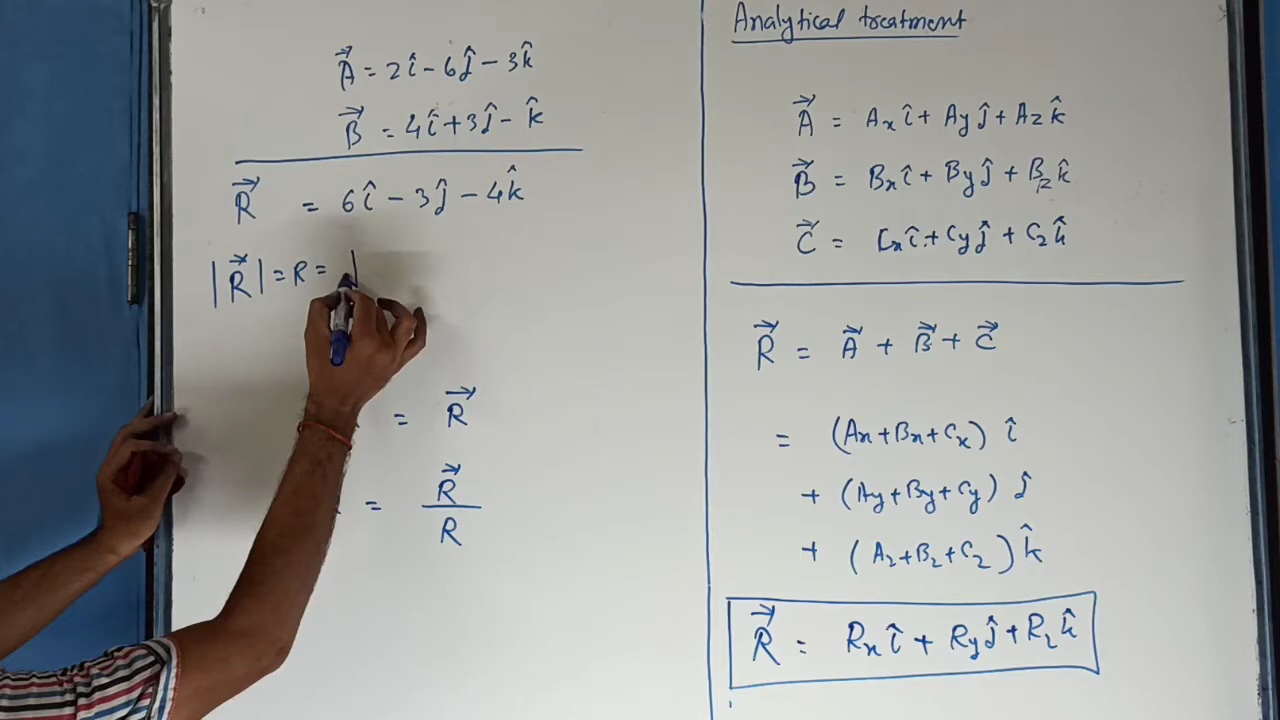 A⃗ = 2î - 6ĵ - 3k̂
B⃗ = 4î + 3ĵ - k̂
R⃗ = 6î - 3ĵ - 4k̂
|R⃗| = R =
= R⃗
= R⃗ / R
Analytical treatment
A⃗ = Axî + Ayĵ + Azk̂
B⃗ = Bxî + Byĵ + Bzk̂
C⃗ = Cxî + Cyĵ + Czk̂
R⃗ = A⃗ + B⃗ + C⃗
= (Ax + Bx + Cx) î
+ (Ay + By + Cy) ĵ
+ (Az + Bz + Cz) k̂
R⃗ = Rxî + Ryĵ + Rzk̂